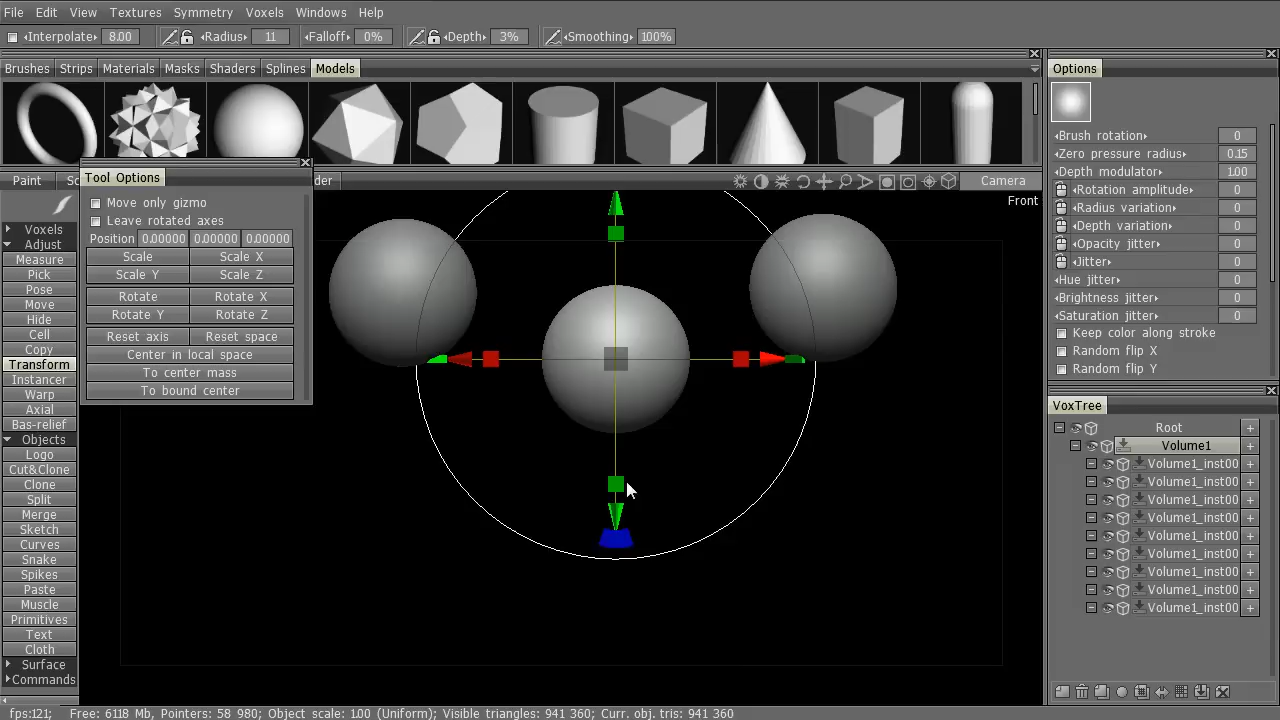 File Edit View Textures Symmetry Voxels Windows Help
Interpolate 8.00 Radius 11 Falloff 0% Depth 3% Smoothing 100%
Brushes Strips Materials Masks Shaders Splines Models
Options
Brush rotation 0
Zero pressure radius 0.15
Depth modulator 1.00
Rotation amplitude 0
Radius variation 0
Depth variation 0
Opacity jitter 0
Jitter 0
Hue jitter 0
Brightness jitter 0
Saturation jitter 0
Keep color along stroke
Random flip X
Random flip Y
Paint
Camera
Front
Tool Options
Move only gizmo
Leave rotated axes
Position 0.00000 0.00000 0.00000
Scale Scale X
Scale Y Scale Z
Rotate Rotate X
Rotate Y Rotate Z
Reset axis Reset space
Center in local space
To center mass
To bound center
Voxels
Adjust
Measure
Pick
Pose
Move
Hide
Cell
Copy
Transform
Instancer
Warp
Axial
Bas-relief
Objects
Logo
Cut&Clone
Clone
Split
Merge
Sketch
Curves
Snake
Spikes
Paste
Muscle
Primitives
Text
Cloth
Surface
Commands
VoxTree
Root +
Volume1 +
Volume1_inst00 +
Volume1_inst00 +
Volume1_inst00 +
Volume1_inst00 +
Volume1_inst00 +
Volume1_inst00 +
Volume1_inst00 +
Volume1_inst00 +
Volume1_inst00 +
fps:121; Free: 6118 Mb, Pointers: 58 980; Object scale: 1.00 (Uniform); Visible triangles: 941 360; Curr. obj. tris: 941 360